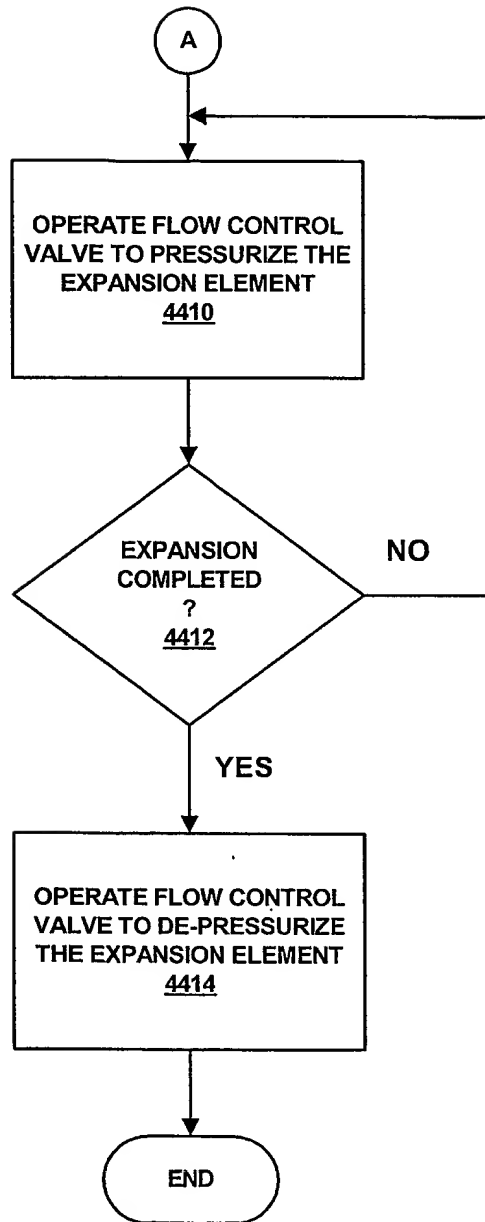 A
OPERATE FLOW CONTROL
VALVE TO PRESSURIZE THE
EXPANSION ELEMENT
4410
EXPANSION
COMPLETED
?
4412
NO
YES
OPERATE FLOW CONTROL
VALVE TO DE-PRESSURIZE
THE EXPANSION ELEMENT
4414
END